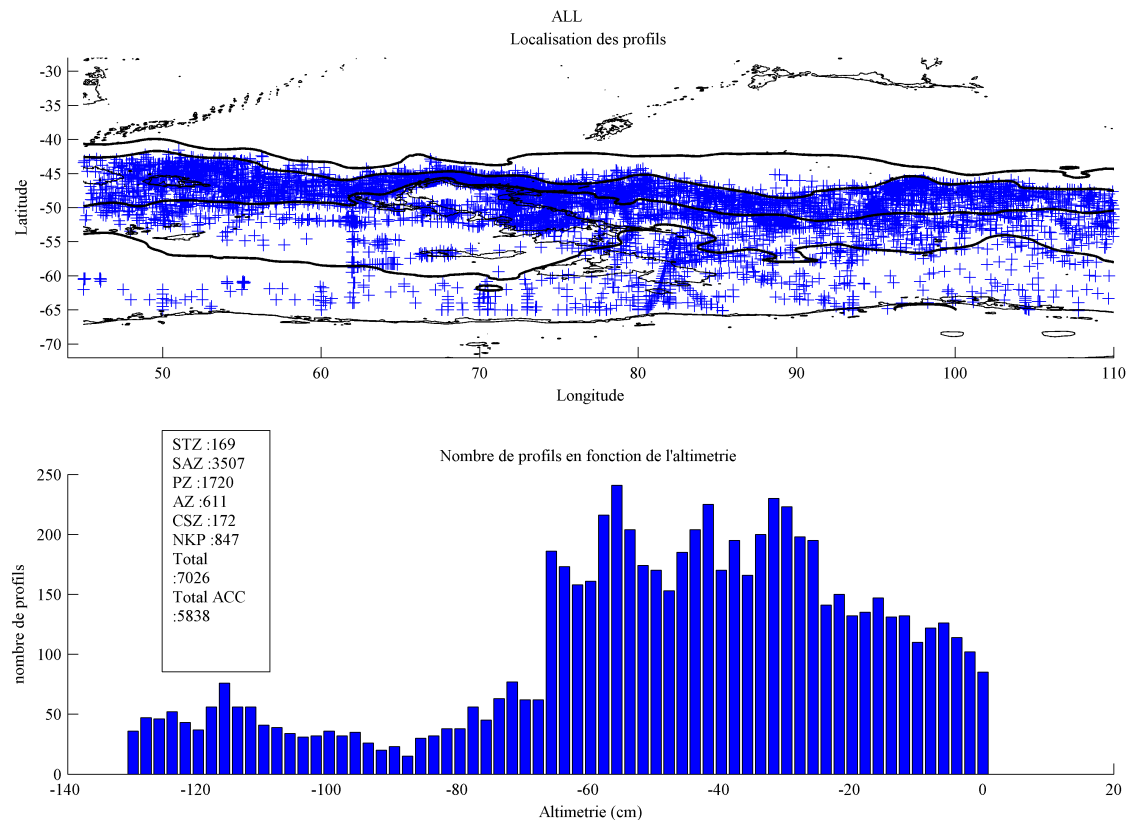 ALL
Localisation des profils
-30
-35
-40
-45
-50
-55
-60
-65
-70
Latitude
50 60 70 80 90 100 110
Longitude
STZ :169
SAZ :3507
PZ :1720
AZ :611
CSZ :172
NKP :847
Total
:7026
Total ACC
:5838
Nombre de profils en fonction de l'altimetrie
250
200
150
100
50
0
nombre de profils
-140 -120 -100 -80 -60 -40 -20 0 20
Altimetrie (cm)